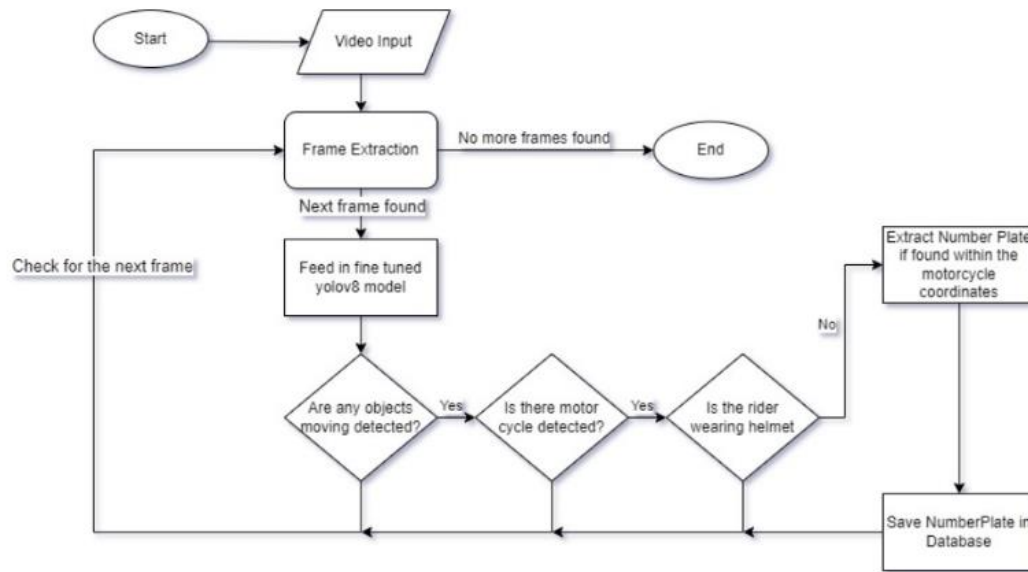 Start
Video Input
Frame Extraction
No more frames found
End
Next frame found
Check for the next frame
Feed in fine tuned
yolov8 model
Extract Number Plate
if found within the
motorcycle
coordinates
No
Are any objects
moving detected?
Yes
Is there motor
cycle detected?
Yes
Is the rider
wearing helmet
Save NumberPlate in
Database